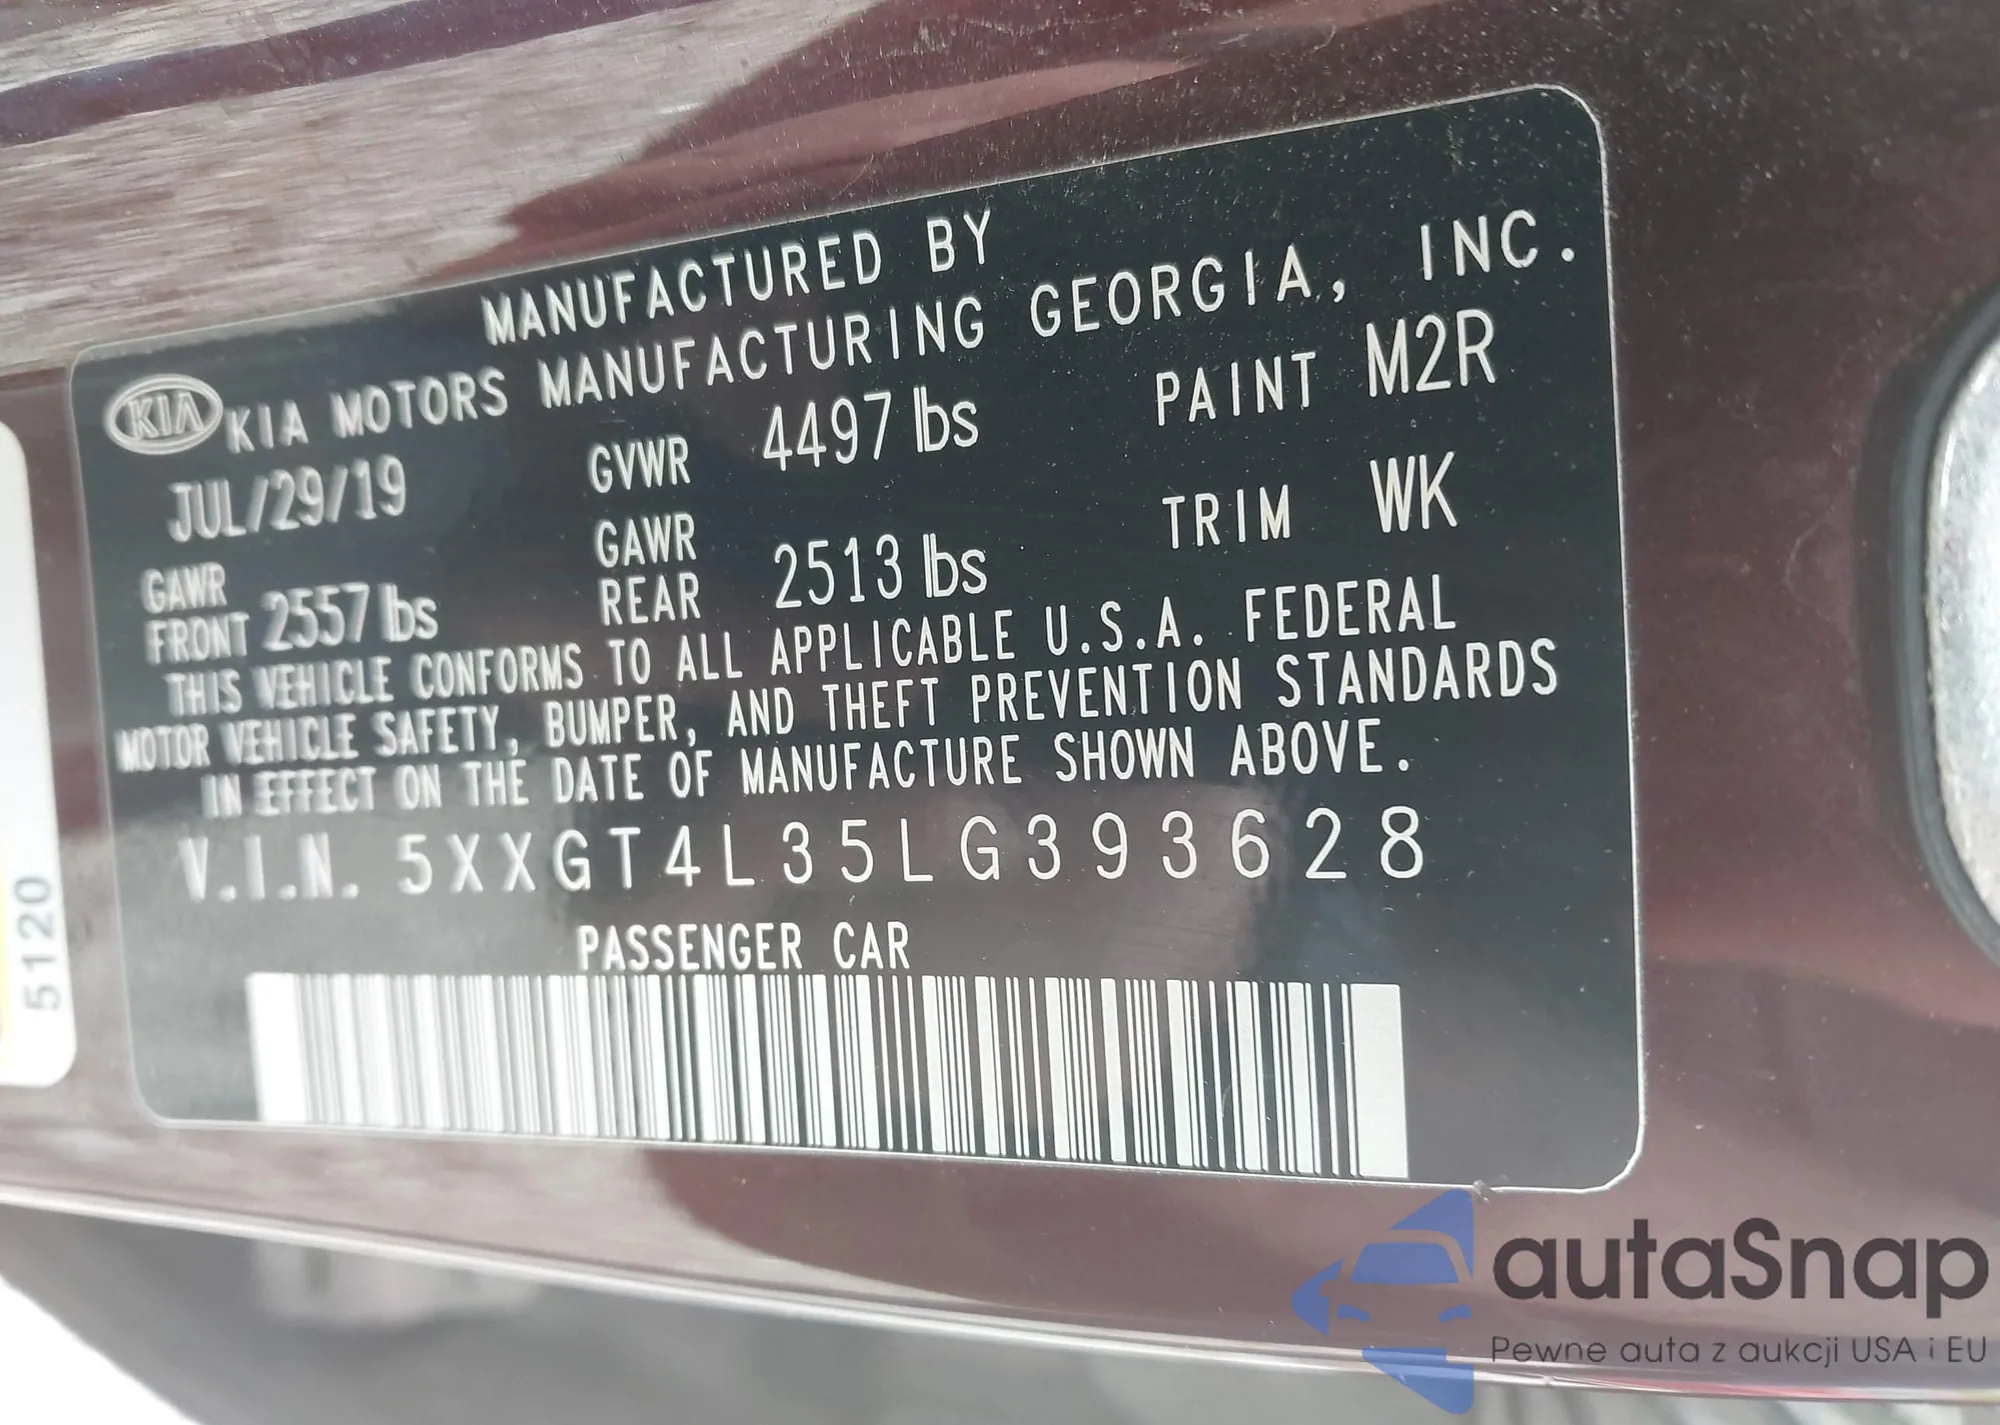 MANUFACTURED BY
KIA KIA MOTORS MANUFACTURING GEORGIA, INC.
JUL/29/19 GVWR 4497 lbs PAINT M2R
GAWR FRONT 2557 lbs GAWR REAR 2513 lbs TRIM WK
THIS VEHICLE CONFORMS TO ALL APPLICABLE U.S.A. FEDERAL
MOTOR VEHICLE SAFETY, BUMPER, AND THEFT PREVENTION STANDARDS
IN EFFECT ON THE DATE OF MANUFACTURE SHOWN ABOVE.
V.I.N. 5XXGT4L35LG393628
PASSENGER CAR
5120
autaSnap
Pewne auta z aukcji USA i EU